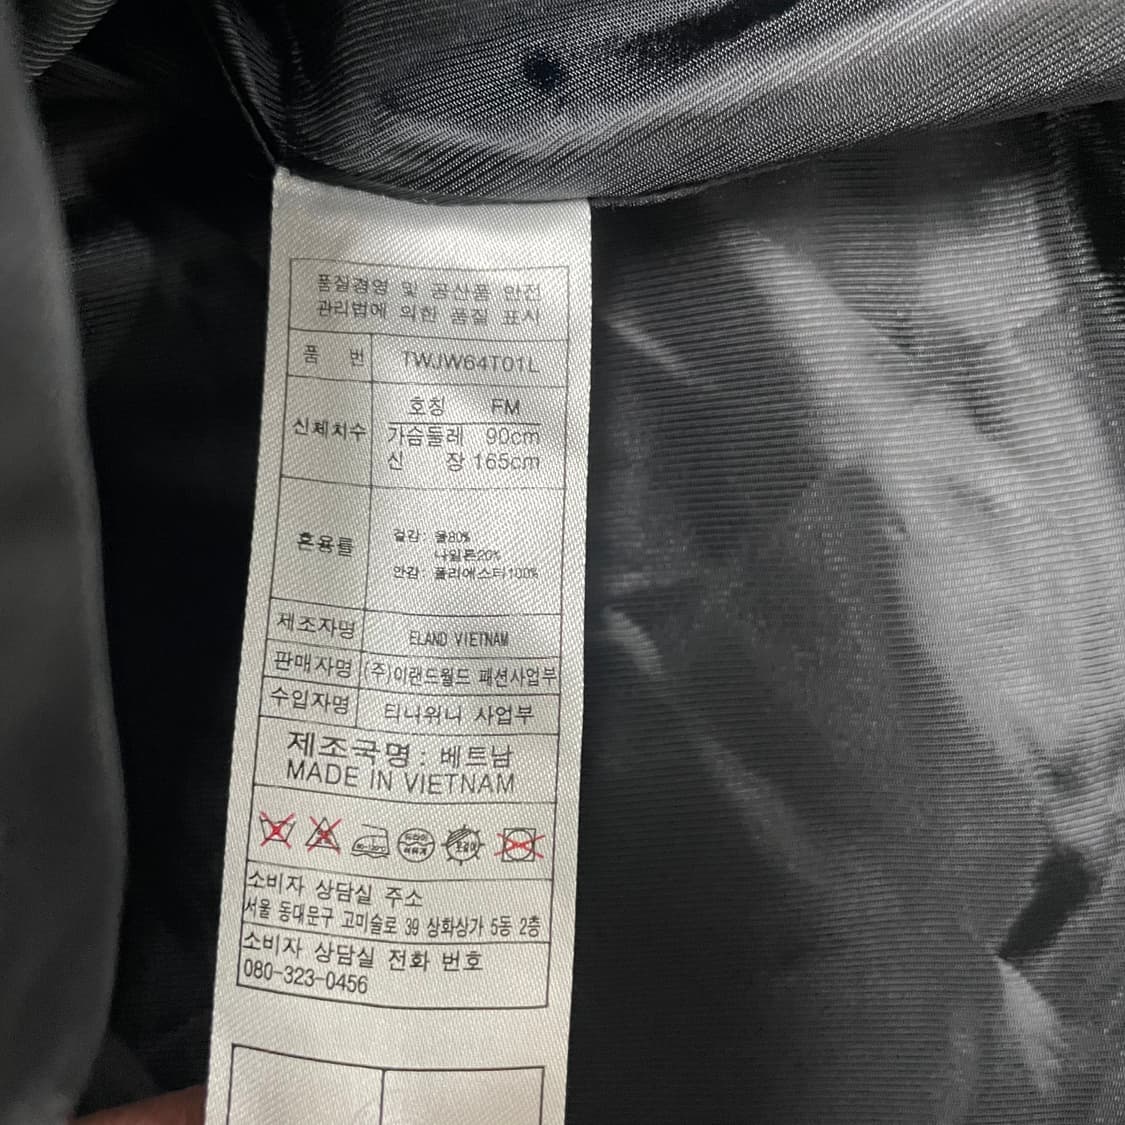 품질경영 및 공산품 안전
관리법에 의한 품질 표시
품 번 TWJW64T01L
신체치수
호칭 FM
가슴둘레 90cm
신 장 165cm
혼용률
겉감: 울80%
나일론20%
안감: 폴리에스터100%
제조자명 ELAND VIETNAM
판매자명 (주)이랜드월드 패션사업부
수입자명 티니위니 사업부
제조국명 : 베트남
MADE IN VIETNAM
드라이
소비자 상담실 주소
서울 동대문구 고미술로 39 상화상가 5동 2층
소비자 상담실 전화 번호
080-323-0456